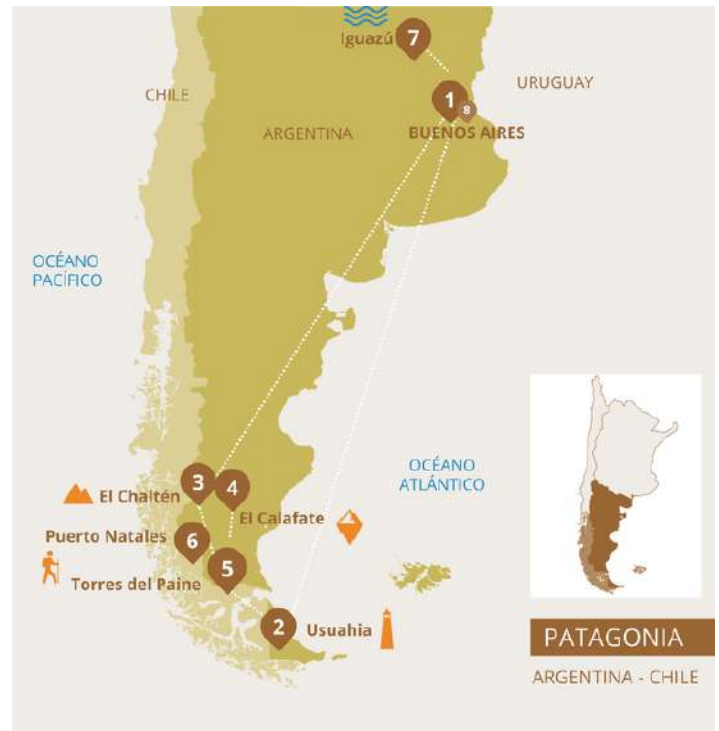 Iguazú
7
CHILE
URUGUAY
1
8
ARGENTINA
BUENOS AIRES
OCÉANO
PACÍFICO
OCÉANO
ATLÁNTICO
3
4
El Chaltén
El Calafate
Puerto Natales
6
5
Torres del Paine
2
Usuahia
PATAGONIA
ARGENTINA - CHILE